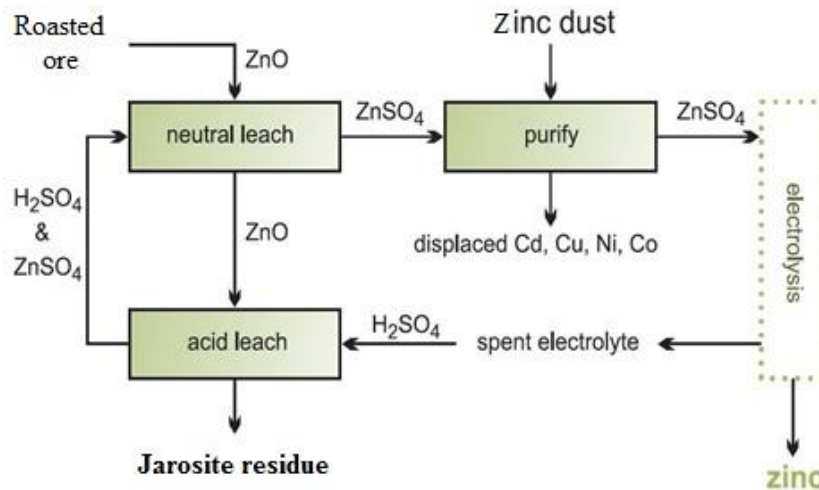 Roasted
ore
ZnO
Zinc dust
neutral leach
ZnSO₄
purify
ZnSO₄
electrolysis
H₂SO₄
&
ZnSO₄
ZnO
displaced Cd, Cu, Ni, Co
acid leach
H₂SO₄
spent electrolyte
Jarosite residue
zinc